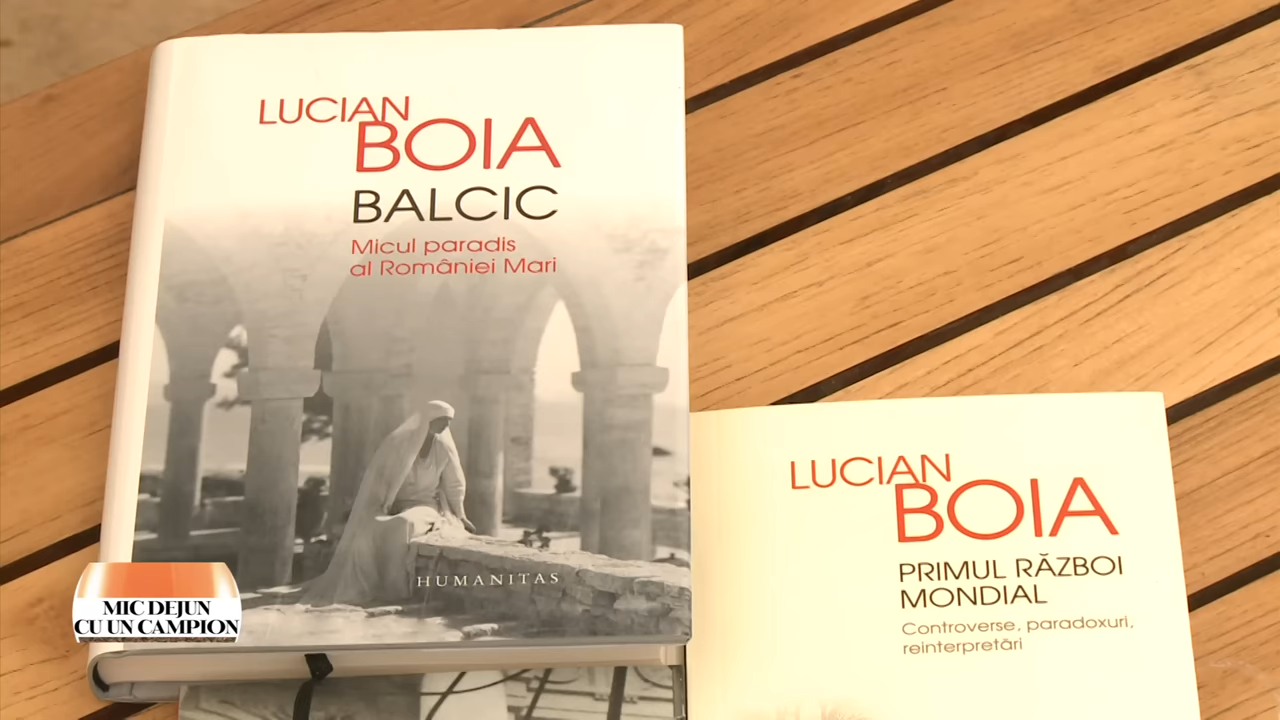 LUCIAN
BOIA
BALCIC
Micul paradis
al României Mari
HUMANITAS
LUCIAN
BOIA
PRIMUL RĂZBOI
MONDIAL
Controverse, paradoxuri,
reinterpretări
MIC DEJUN
CU UN CAMPION